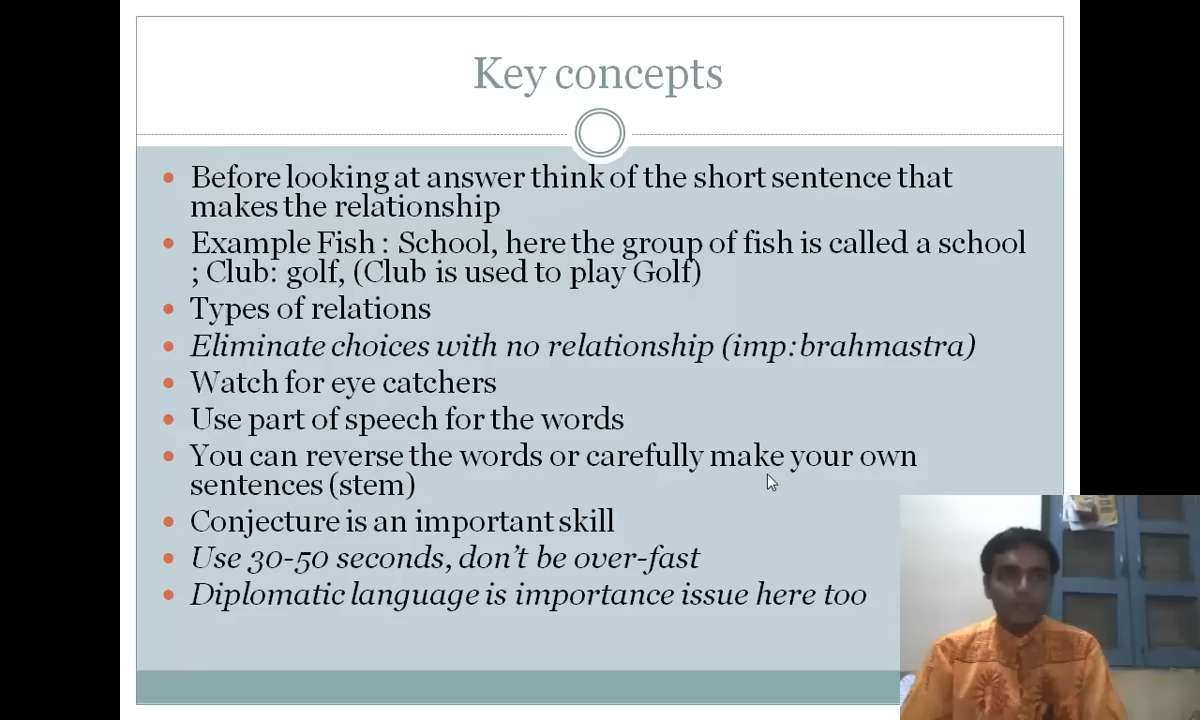 Key concepts
Before looking at answer think of the short sentence that
makes the relationship
Example Fish : School, here the group of fish is called a school
; Club: golf, (Club is used to play Golf)
Types of relations
Eliminate choices with no relationship (imp:brahmastra)
Watch for eye catchers
Use part of speech for the words
You can reverse the words or carefully make your own
sentences (stem)
Conjecture is an important skill
Use 30-50 seconds, don't be over-fast
Diplomatic language is importance issue here too